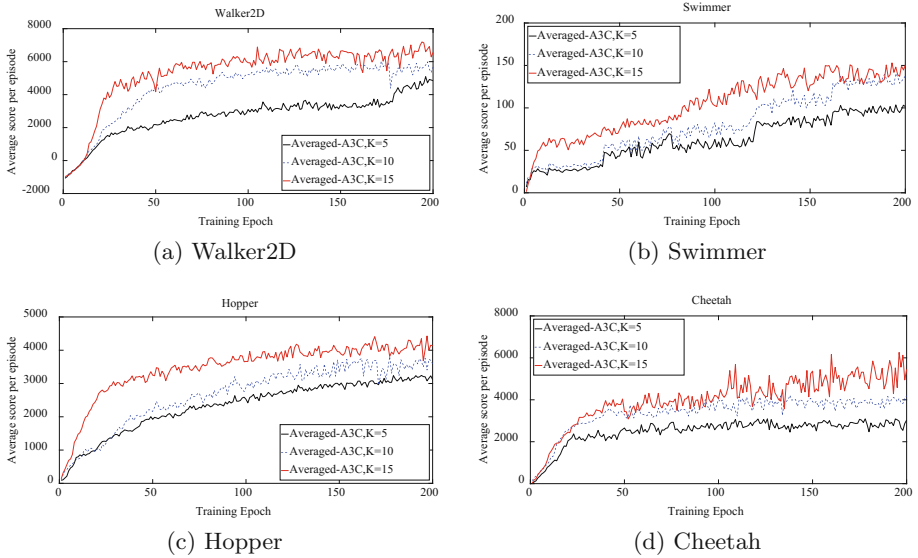 Walker2D
Average score per episode
8000
6000
4000
2000
0
-2000
Averaged-A3C,K=5
Averaged-A3C,K=10
Averaged-A3C,K=15
0
50
100
150
200
Training Epoch
(a) Walker2D
Swimmer
Average score per episode
200
150
100
50
0
Averaged-A3C,K=5
Averaged-A3C,K=10
Averaged-A3C,K=15
0
50
100
150
200
Training Epoch
(b) Swimmer
Hopper
Average score per episode
5000
4000
3000
2000
1000
0
Averaged-A3C,K=5
Averaged-A3C,K=10
Averaged-A3C,K=15
0
50
100
150
200
Training Epoch
(c) Hopper
Cheetah
Average score per episode
8000
6000
4000
2000
0
Averaged-A3C,K=5
Averaged-A3C,K=10
Averaged-A3C,K=15
0
50
100
150
200
Training Epoch
(d) Cheetah